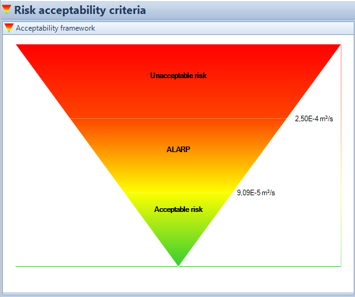 Risk acceptability criteria
Acceptability framework
Unacceptable risk
2,50E-4 m³/s
ALARP
9,09E-5 m³/s
Acceptable risk